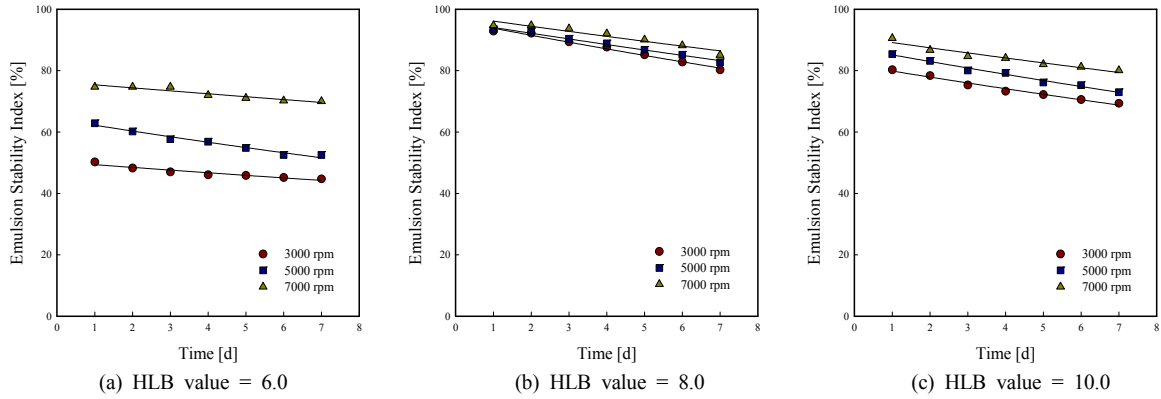 Emulsion Stability Index [%]
100
80
60
40
20
0
3000 rpm
5000 rpm
7000 rpm
0 1 2 3 4 5 6 7 8
Time [d]
(a) HLB value = 6.0
Emulsion Stability Index [%]
100
80
60
40
20
0
3000 rpm
5000 rpm
7000 rpm
0 1 2 3 4 5 6 7 8
Time [d]
(b) HLB value = 8.0
Emulsion Stability Index [%]
100
80
60
40
20
0
3000 rpm
5000 rpm
7000 rpm
0 1 2 3 4 5 6 7 8
Time [d]
(c) HLB value = 10.0